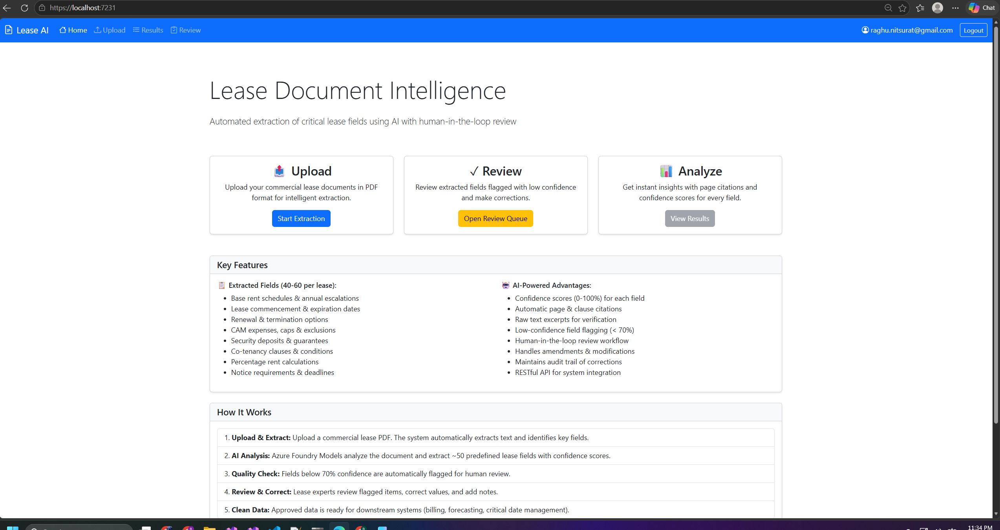 https://localhost:7231
Chat
Lease AI Home Upload Results Review raghu.nitsurat@gmail.com Logout
Lease Document Intelligence
Automated extraction of critical lease fields using AI with human-in-the-loop review
Upload
Upload your commercial lease documents in PDF
format for intelligent extraction.
Start Extraction
✓ Review
Review extracted fields flagged with low confidence
and make corrections.
Open Review Queue
Analyze
Get instant insights with page citations and
confidence scores for every field.
View Results
Key Features
Extracted Fields (40-60 per lease):
• Base rent schedules & annual escalations
• Lease commencement & expiration dates
• Renewal & termination options
• CAM expenses, caps & exclusions
• Security deposits & guarantees
• Co-tenancy clauses & conditions
• Percentage rent calculations
• Notice requirements & deadlines
AI-Powered Advantages:
• Confidence scores (0-100%) for each field
• Automatic page & clause citations
• Raw text excerpts for verification
• Low-confidence field flagging (< 70%)
• Human-in-the-loop review workflow
• Handles amendments & modifications
• Maintains audit trail of corrections
• RESTful API for system integration
How It Works
1. Upload & Extract: Upload a commercial lease PDF. The system automatically extracts text and identifies key fields.
2. AI Analysis: Azure Foundry Models analyze the document and extract ~50 predefined lease fields with confidence scores.
3. Quality Check: Fields below 70% confidence are automatically flagged for human review.
4. Review & Correct: Lease experts review flagged items, correct values, and add notes.
5. Clean Data: Approved data is ready for downstream systems (billing, forecasting, critical date management).
11:34 PM